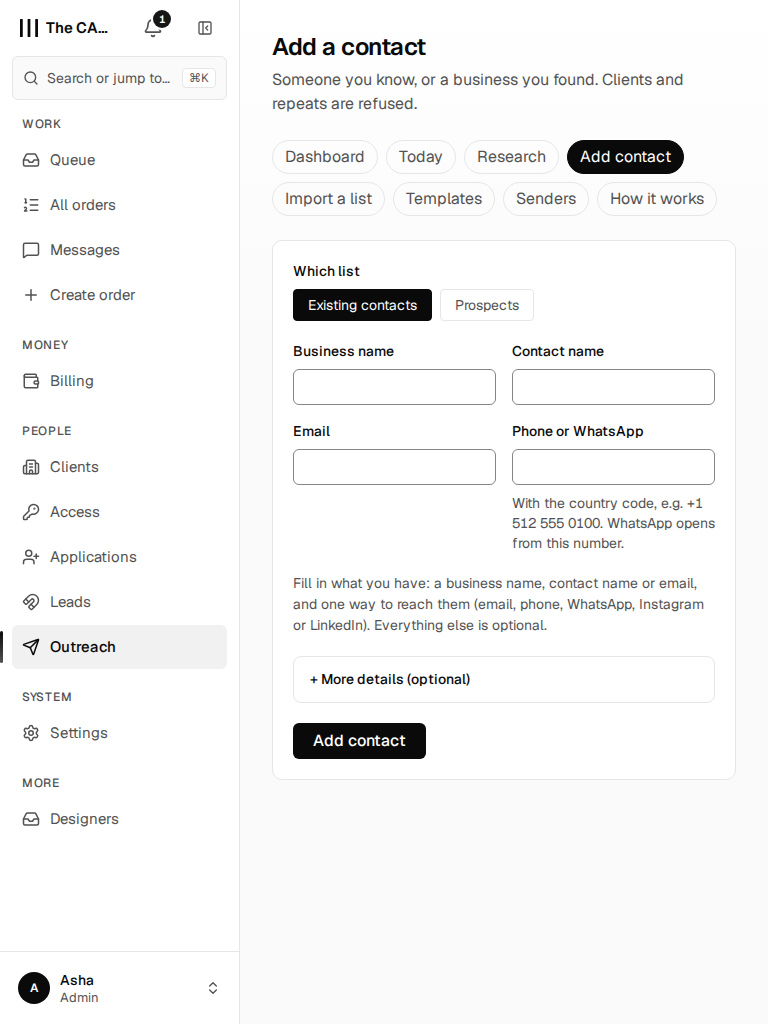 The CA…
1
Search or jump to…
⌘K
WORK
Queue
All orders
Messages
Create order
MONEY
Billing
PEOPLE
Clients
Access
Applications
Leads
Outreach
SYSTEM
Settings
MORE
Designers
A
Asha
Admin
Add a contact
Someone you know, or a business you found. Clients and
repeats are refused.
Dashboard
Today
Research
Add contact
Import a list
Templates
Senders
How it works
Which list
Existing contacts
Prospects
Business name
Contact name
Email
Phone or WhatsApp
With the country code, e.g. +1
512 555 0100. WhatsApp opens
from this number.
Fill in what you have: a business name, contact name or email,
and one way to reach them (email, phone, WhatsApp, Instagram
or LinkedIn). Everything else is optional.
+ More details (optional)
Add contact